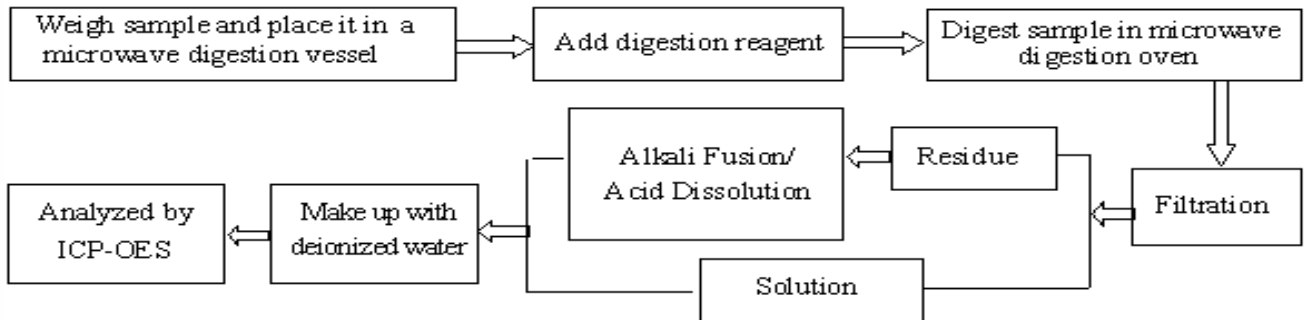 Weigh sample and place it in a
microwave digestion vessel
Add digestion reagent
Digest sample in microwave
digestion oven
Filtration
Residue
Alkali Fusion/
Acid Dissolution
Solution
Make up with
deionized water
Analyzed by
ICP-OES